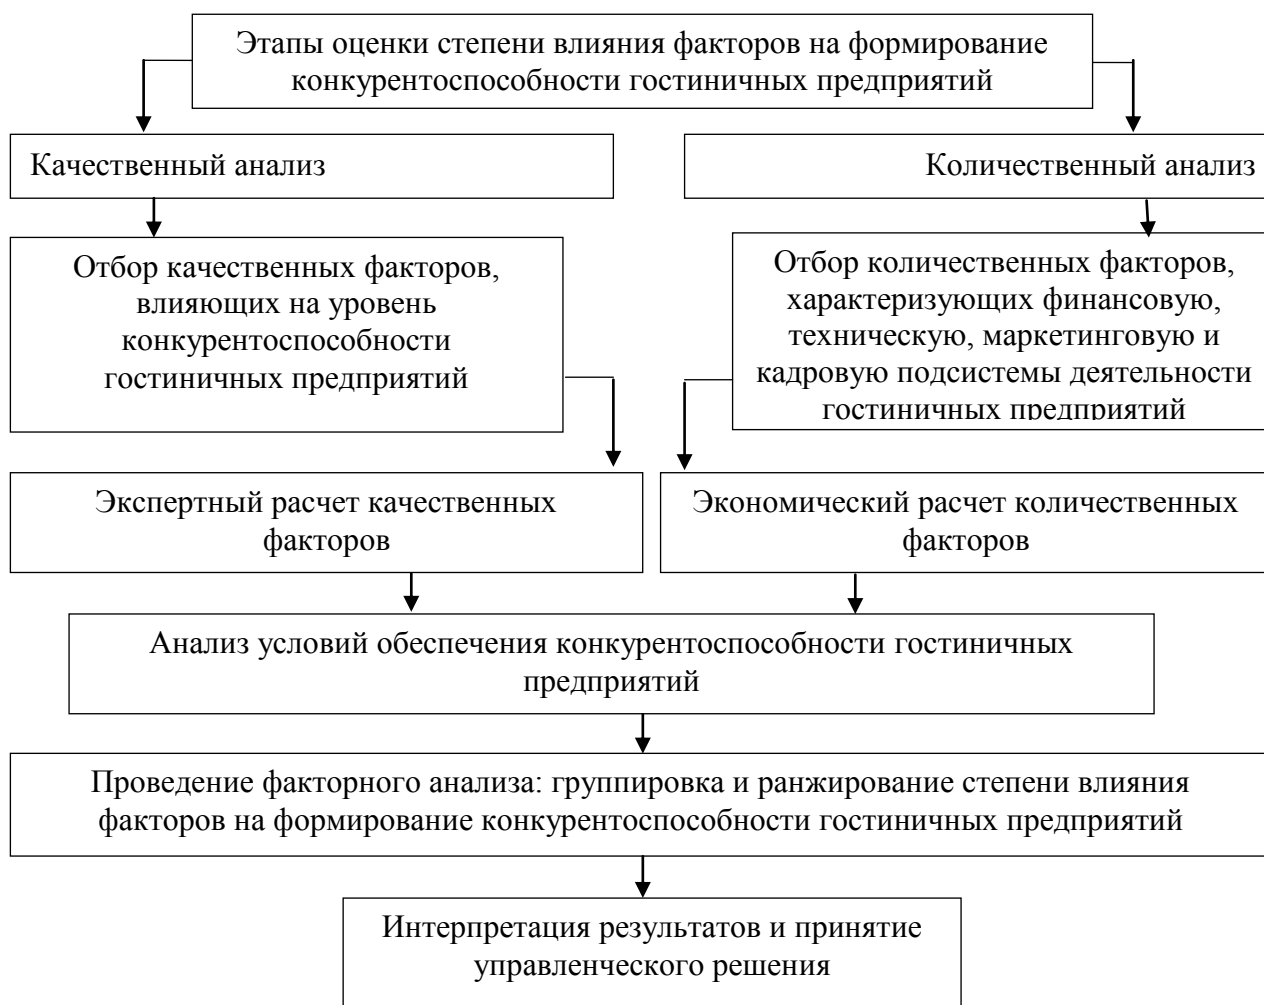 Этапы оценки степени влияния факторов на формирование
конкурентоспособности гостиничных предприятий
Качественный анализ
Количественный анализ
Отбор качественных факторов,
влияющих на уровень
конкурентоспособности
гостиничных предприятий
Отбор количественных факторов,
характеризующих финансовую,
техническую, маркетинговую и
кадровую подсистемы деятельности
гостиничных предприятий
Экспертный расчет качественных
факторов
Экономический расчет количественных
факторов
Анализ условий обеспечения конкурентоспособности гостиничных
предприятий
Проведение факторного анализа: группировка и ранжирование степени влияния
факторов на формирование конкурентоспособности гостиничных предприятий
Интерпретация результатов и принятие
управленческого решения